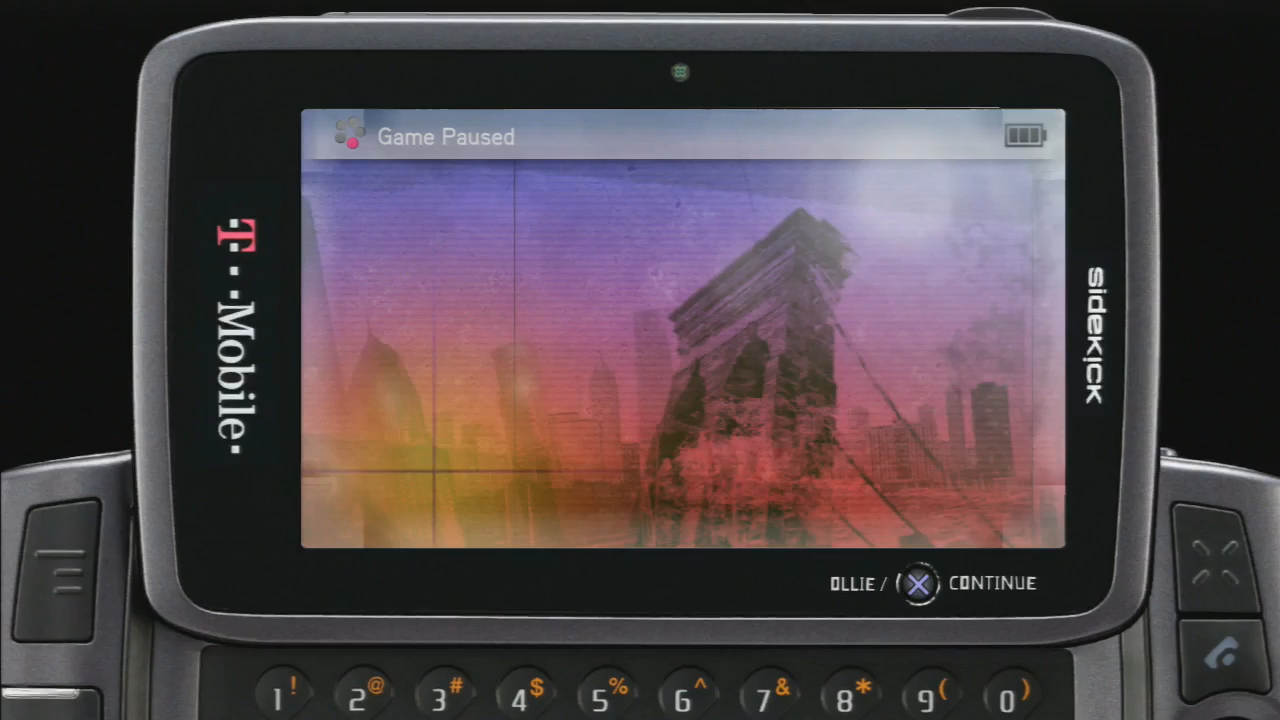 Game Paused
T · · Mobile ·
sidekick
OLLIE / X CONTINUE
1 ! 2 @ 3 # 4 $ 5 % 6 ^ 7 & 8 * 9 ( 0 )